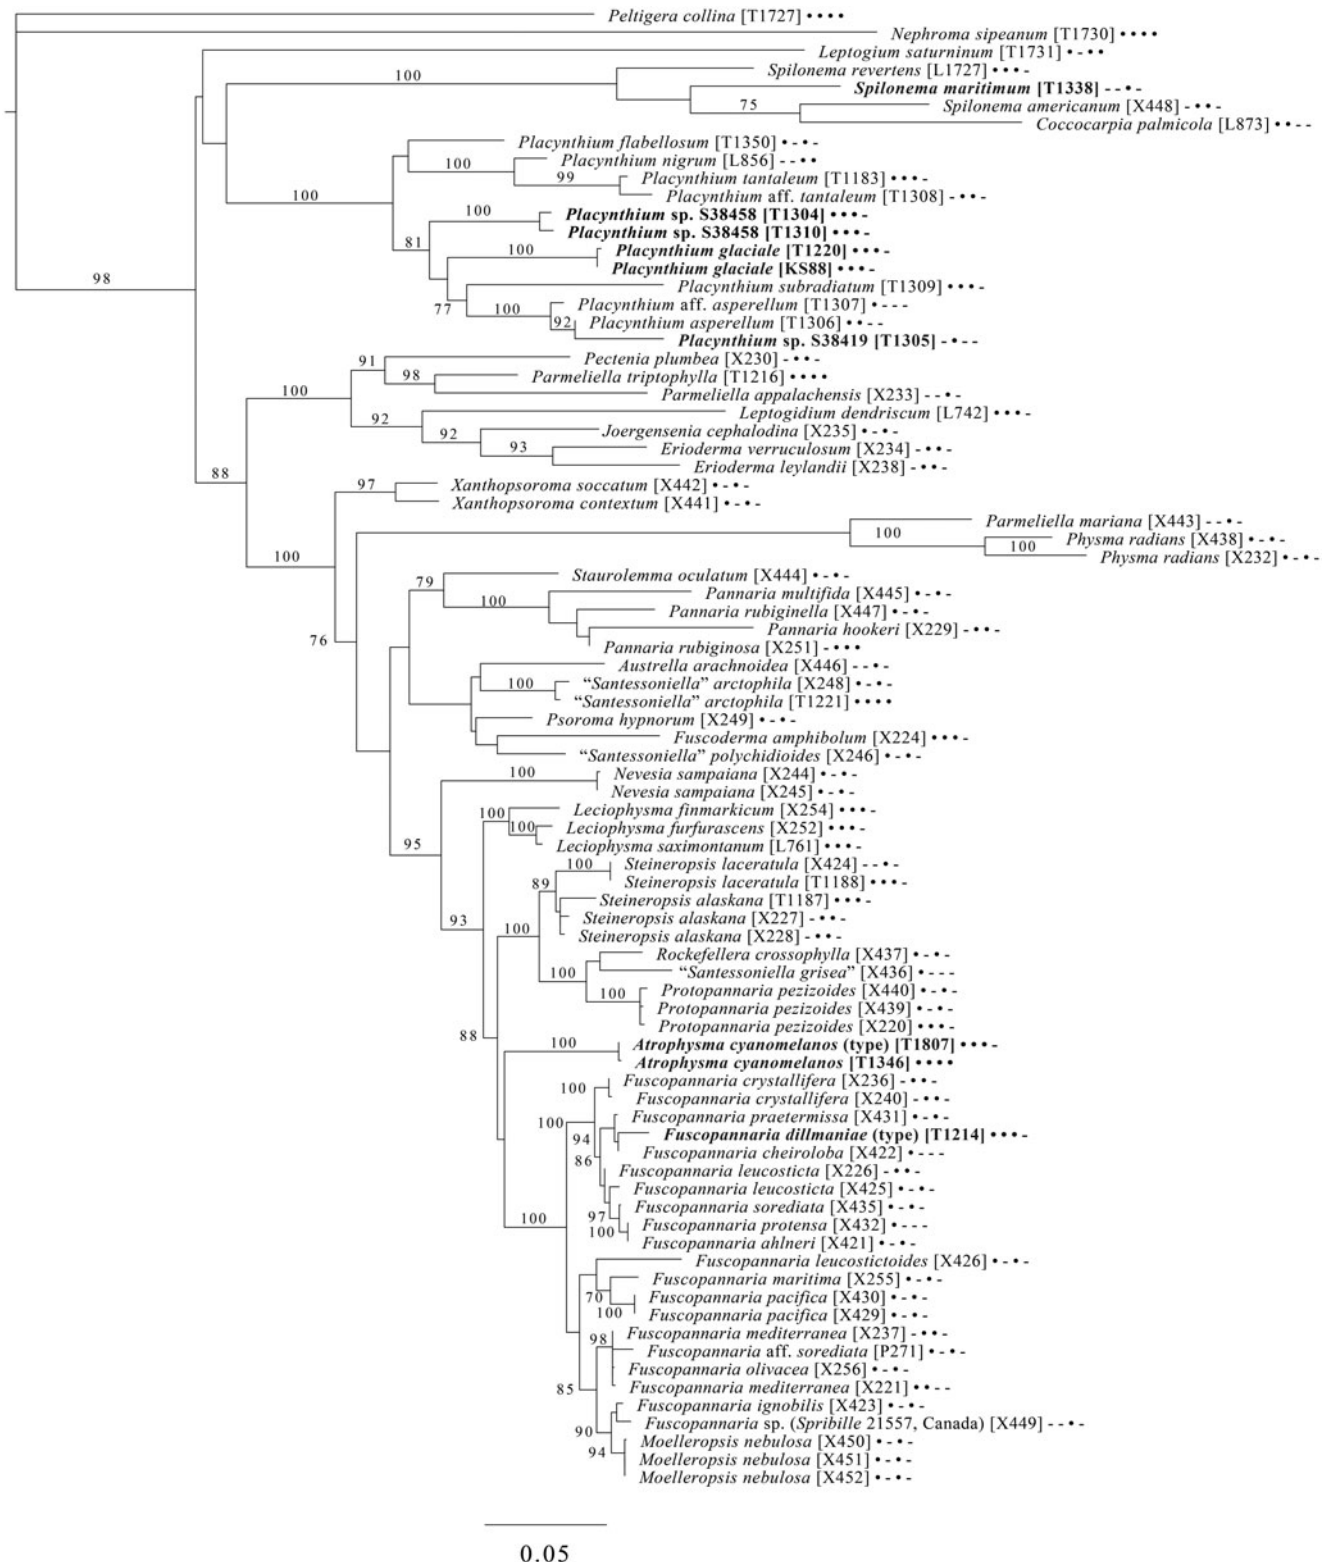 Peltigera collina [T1727] • • • •
Nephroma sipeanum [T1730] • • • •
Leptogium saturninum [T1731] • - • •
Spilonema revertens [L1727] • • • -
100
Spilonema maritimum [T1338] - - • -
75
Spilonema americanum [X448] - • • -
Coccocarpia palmicola [L873] • • - -
Placynthium flabellosum [T1350] • - • -
100
Placynthium nigrum [L856] - - • •
99
Placynthium tantaleum [T1183] • • • -
100
Placynthium aff. tantaleum [T1308] - • • -
100
Placynthium sp. S38458 [T1304] • • • -
Placynthium sp. S38458 [T1310] • • • -
81
100
Placynthium glaciale [T1220] • • • -
Placynthium glaciale [KS88] • • • -
98
Placynthium subradiatum [T1309] • • • -
77
100
Placynthium aff. asperellum [T1307] • - - -
92
Placynthium asperellum [T1306] • • - -
Placynthium sp. S38419 [T1305] - • - -
91
Pectenia plumbea [X230] - • • -
98
Parmeliella triptophylla [T1216] • • • •
100
Parmeliella appalachensis [X233] - - • -
92
Leptogidium dendriscum [L742] • • • -
92
Joergensenia cephalodina [X235] • - • -
93
Erioderma verruculosum [X234] - • • -
Erioderma leylandii [X238] - • • -
88
97
Xanthopsoroma soccatum [X442] • - • -
Xanthopsoroma contextum [X441] • - • -
Parmeliella mariana [X443] - - • -
100
Physma radians [X438] • - • -
100
100
Physma radians [X232] • - • -
Staurolemma oculatum [X444] • - • -
79
Pannaria multifida [X445] • - • -
100
Pannaria rubiginella [X447] • - • -
Pannaria hookeri [X229] - • • -
76
Pannaria rubiginosa [X251] - • • •
Austrella arachnoidea [X446] - - • -
100
“Santessoniella” arctophila [X248] • - • -
“Santessoniella” arctophila [T1221] • • • •
Psoroma hypnorum [X249] • - • -
Fuscoderma amphibolum [X224] • • • -
“Santessoniella” polychidioides [X246] • - • -
100
Nevesia sampaiana [X244] • - • -
Nevesia sampaiana [X245] • - • -
100
Leciophysma finmarkicum [X254] • • • -
100
Leciophysma furfurascens [X252] • • • -
95
Leciophysma saximontanum [L761] • • • -
100
Steineropsis laceratula [X424] - - • -
89
Steineropsis laceratula [T1188] • • • -
Steineropsis alaskana [T1187] • • • -
93
Steineropsis alaskana [X227] - • • -
100
Steineropsis alaskana [X228] - • • -
Rockefellera crossophylla [X437] • - • -
100
“Santessoniella grisea” [X436] • - - -
100
Protopannaria pezizoides [X440] • - • -
Protopannaria pezizoides [X439] • - • -
Protopannaria pezizoides [X220] • • • -
88
100
Atrophysma cyanomelanos (type) [T1807] • • • -
Atrophysma cyanomelanos [T1346] • • • •
100
Fuscopannaria crystallifera [X236] - • • -
Fuscopannaria crystallifera [X240] - • • -
100
Fuscopannaria praetermissa [X431] • - • -
94
Fuscopannaria dillmaniae (type) [T1214] • • • -
86
Fuscopannaria cheiroloba [X422] • - - -
Fuscopannaria leucosticta [X226] - • • -
Fuscopannaria leucosticta [X425] • - • -
97
Fuscopannaria sorediata [X435] • - • -
100
100
Fuscopannaria protensa [X432] • - - -
Fuscopannaria ahlneri [X421] • - • -
Fuscopannaria leucostictoides [X426] • - • -
Fuscopannaria maritima [X255] • - • -
70
Fuscopannaria pacifica [X430] • - • -
100
Fuscopannaria pacifica [X429] • - • -
98
Fuscopannaria mediterranea [X237] - • • -
Fuscopannaria aff. sorediata [P271] • - • -
Fuscopannaria olivacea [X256] • - • -
85
Fuscopannaria mediterranea [X221] • • - -
Fuscopannaria ignobilis [X423] • - • -
90
Fuscopannaria sp. (Spribille 21557, Canada) [X449] - - • -
94
Moelleropsis nebulosa [X450] • - • -
Moelleropsis nebulosa [X451] • - • -
Moelleropsis nebulosa [X452] • - • -
0.05